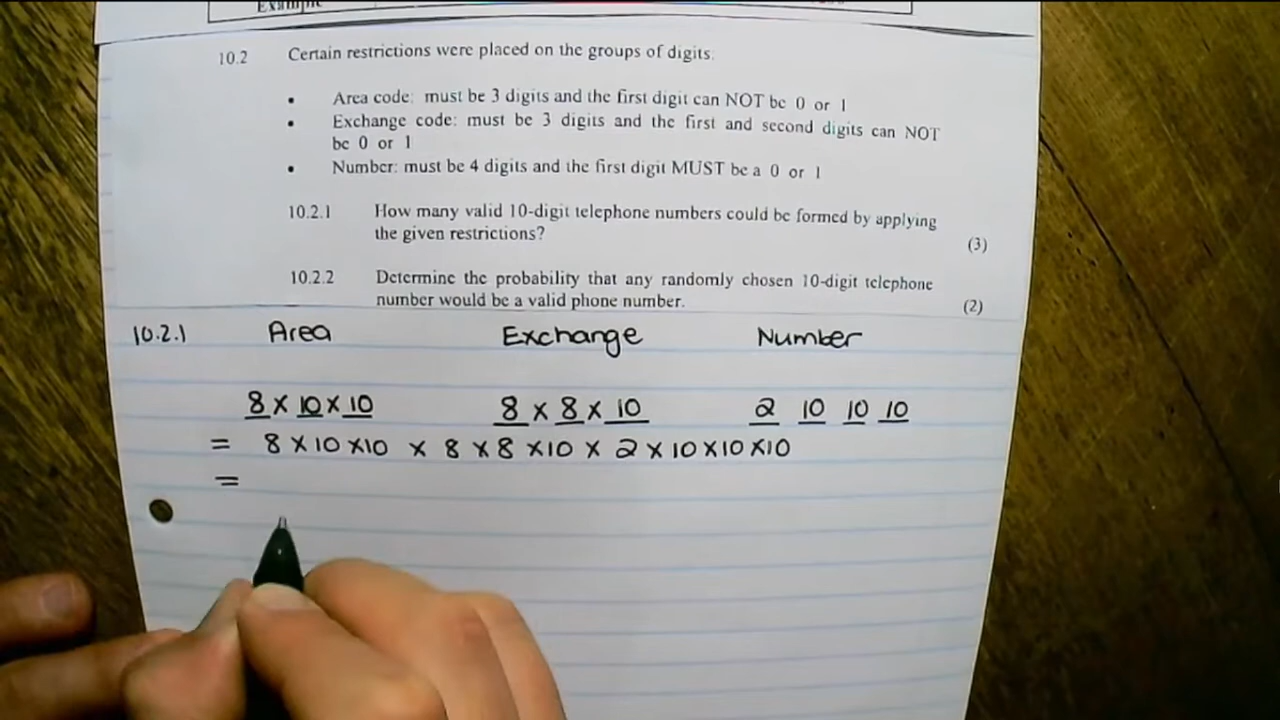 Example
10.2 Certain restrictions were placed on the groups of digits.
• Area code: must be 3 digits and the first digit can NOT be 0 or 1
• Exchange code: must be 3 digits and the first and second digits can NOT
be 0 or 1
• Number: must be 4 digits and the first digit MUST be a 0 or 1
10.2.1 How many valid 10-digit telephone numbers could be formed by applying
the given restrictions?
(3)
10.2.2 Determine the probability that any randomly chosen 10-digit telephone
number would be a valid phone number.
(2)
10.2.1 Area Exchange Number
8 × 10 × 10 8 × 8 × 10 2 10 10 10
= 8 × 10 × 10 × 8 × 8 × 10 × 2 × 10 × 10 × 10
=